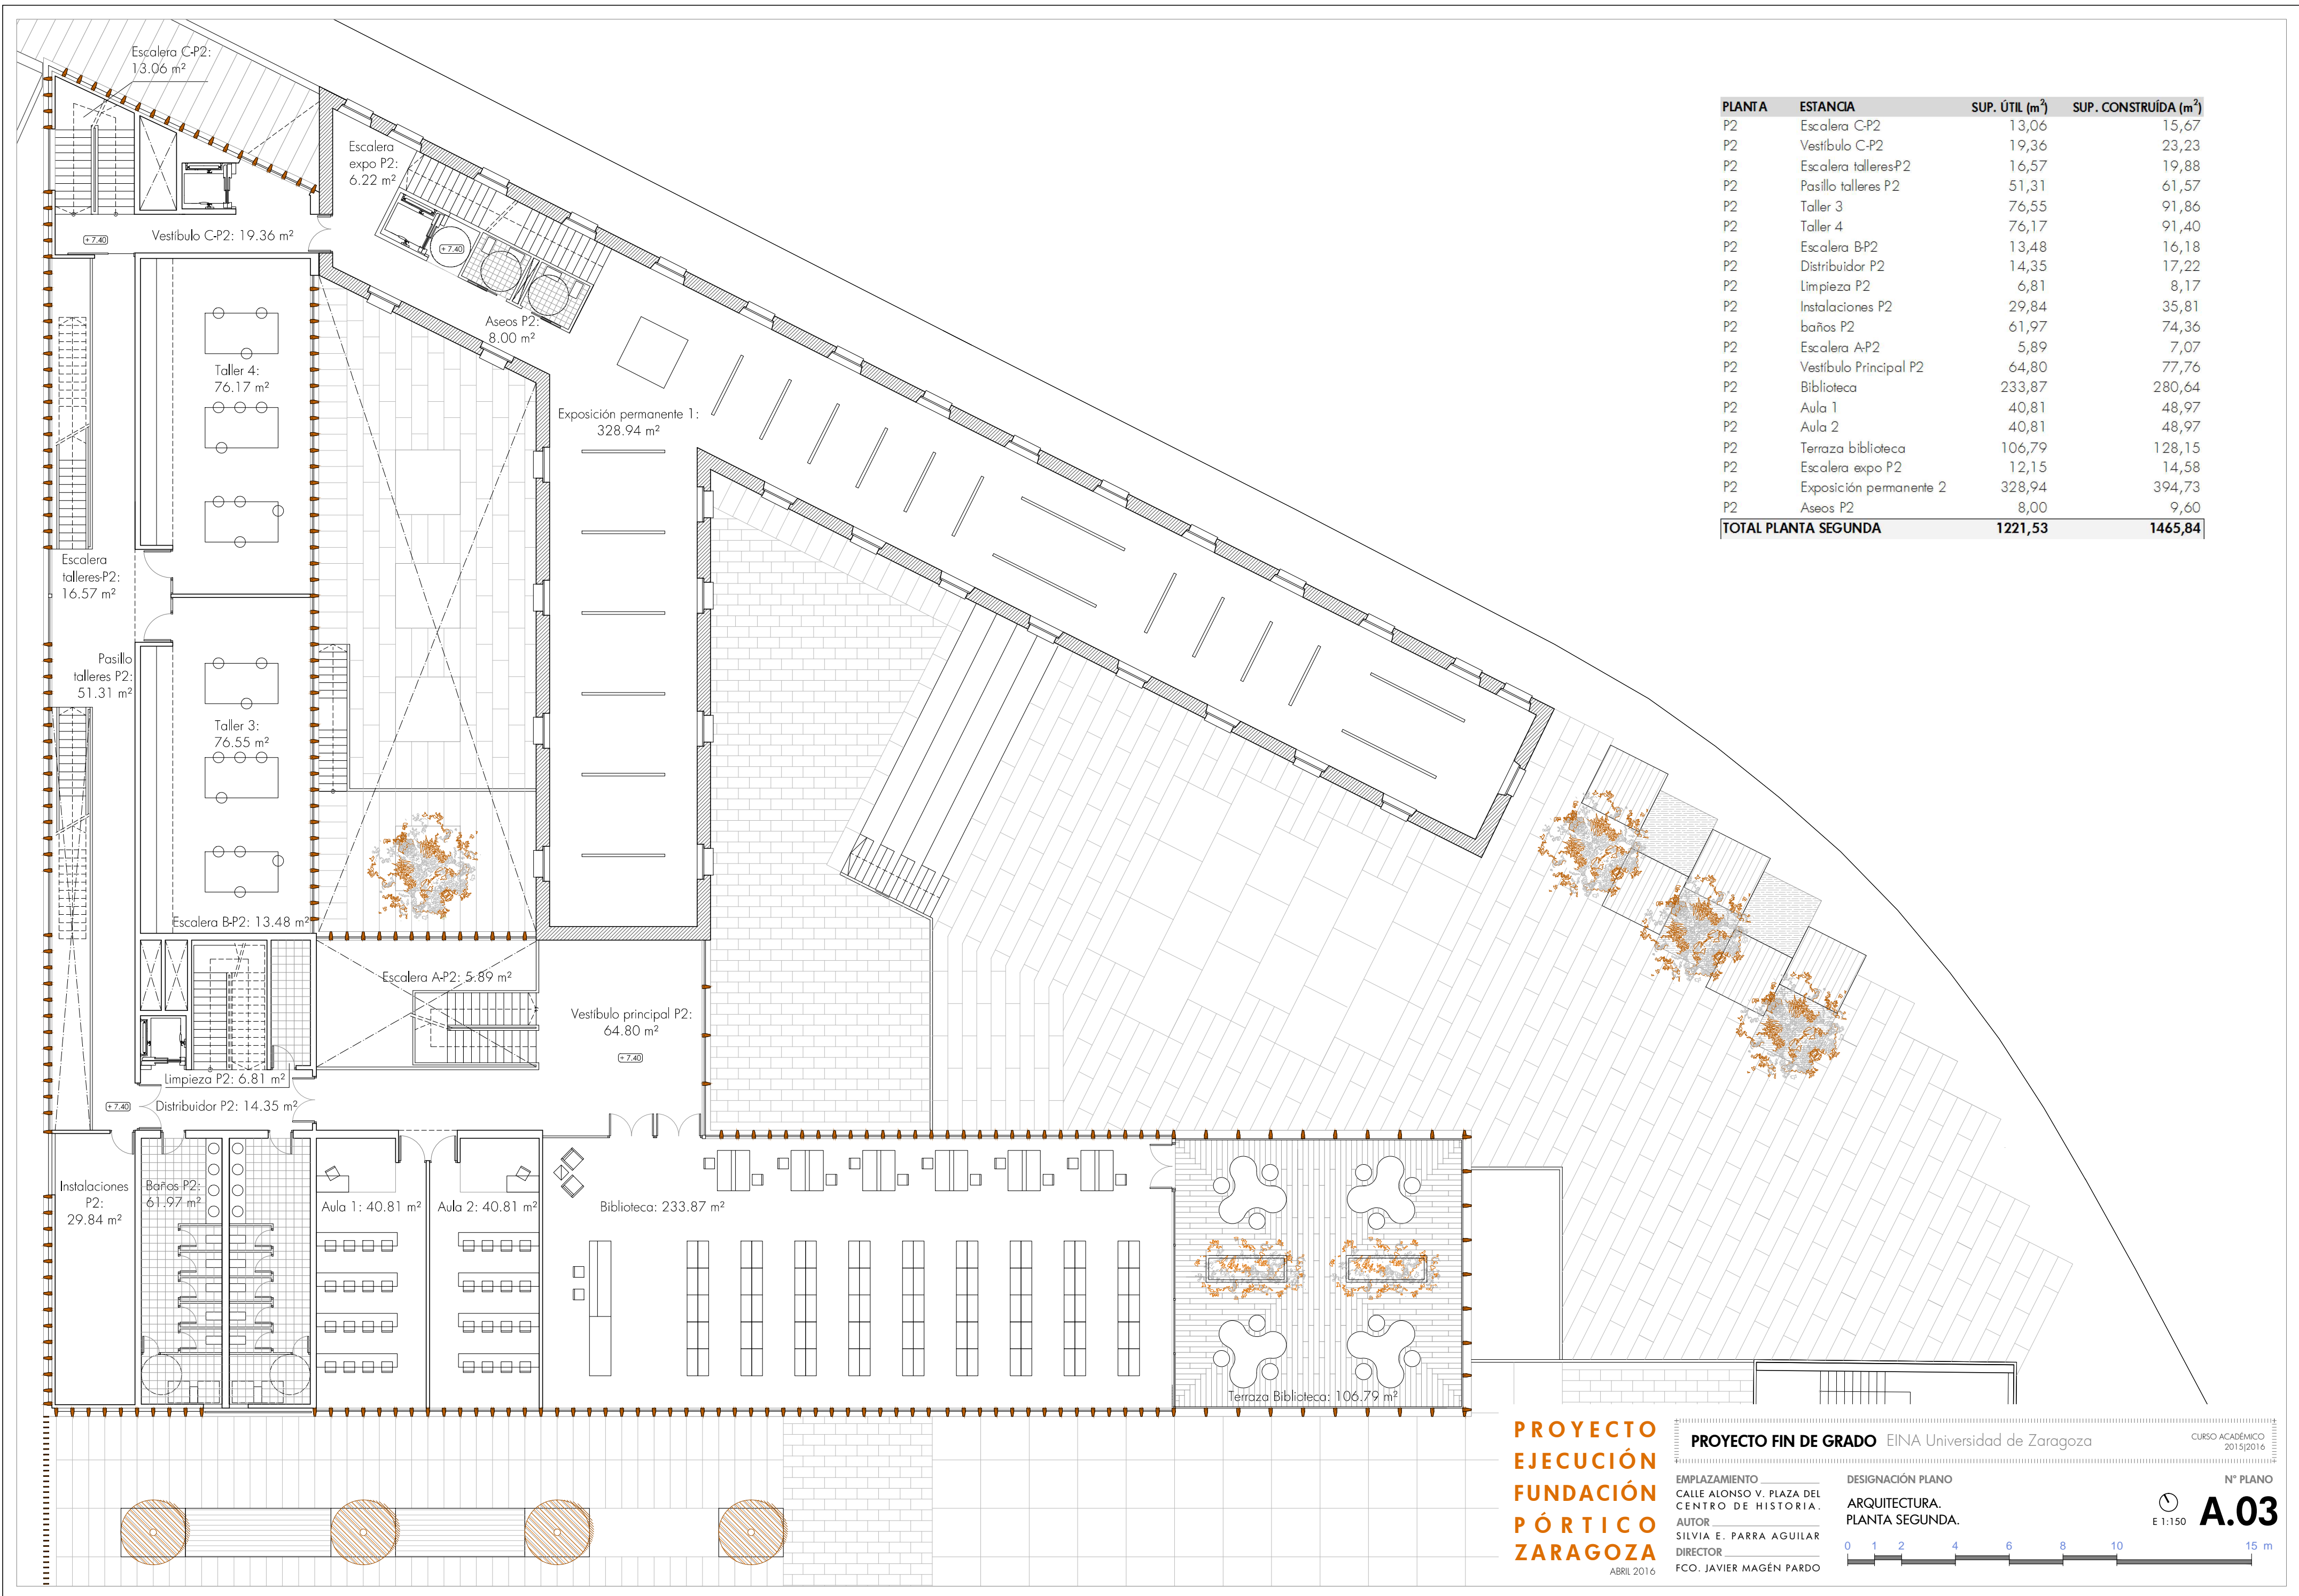 Escalera C-P2:
13.06 m²
Escalera
expo P2:
6.22 m²
+ 7.40
Vestíbulo C-P2: 19.36 m²
+ 7.40
Aseos P2:
8.00 m²
Taller 4:
76.17 m²
Exposición permanente 1:
328.94 m²
Escalera
talleres-P2:
16.57 m²
Pasillo
talleres P2:
51.31 m²
Taller 3:
76.55 m²
Escalera B-P2: 13.48 m²
Escalera A-P2: 5.89 m²
Vestíbulo principal P2:
64.80 m²
+ 7.40
Limpieza P2: 6.81 m²
+ 7.40
Distribuidor P2: 14.35 m²
Instalaciones
P2:
29.84 m²
Baños P2:
61.97 m²
Aula 1: 40.81 m²
Aula 2: 40.81 m²
Biblioteca: 233.87 m²
Terraza Biblioteca: 106.79 m²
PLANTA ESTANCIA SUP. ÚTIL (m²) SUP. CONSTRUÍDA (m²)
P2 Escalera C-P2 13,06 15,67
P2 Vestíbulo C-P2 19,36 23,23
P2 Escalera talleres-P2 16,57 19,88
P2 Pasillo talleres P2 51,31 61,57
P2 Taller 3 76,55 91,86
P2 Taller 4 76,17 91,40
P2 Escalera B-P2 13,48 16,18
P2 Distribuidor P2 14,35 17,22
P2 Limpieza P2 6,81 8,17
P2 Instalaciones P2 29,84 35,81
P2 baños P2 61,97 74,36
P2 Escalera A-P2 5,89 7,07
P2 Vestíbulo Principal P2 64,80 77,76
P2 Biblioteca 233,87 280,64
P2 Aula 1 40,81 48,97
P2 Aula 2 40,81 48,97
P2 Terraza biblioteca 106,79 128,15
P2 Escalera expo P2 12,15 14,58
P2 Exposición permanente 2 328,94 394,73
P2 Aseos P2 8,00 9,60
TOTAL PLANTA SEGUNDA 1221,53 1465,84
PROYECTO
EJECUCIÓN
FUNDACIÓN
PÓRTICO
ZARAGOZA
ABRIL 2016
PROYECTO FIN DE GRADO EINA Universidad de Zaragoza
CURSO ACADÉMICO
2015|2016
EMPLAZAMIENTO
CALLE ALONSO V. PLAZA DEL
CENTRO DE HISTORIA.
AUTOR
SILVIA E. PARRA AGUILAR
DIRECTOR
FCO. JAVIER MAGÉN PARDO
DESIGNACIÓN PLANO
ARQUITECTURA.
PLANTA SEGUNDA.
Nº PLANO
E 1:150
A.03
0 1 2 4 6 8 10 15 m